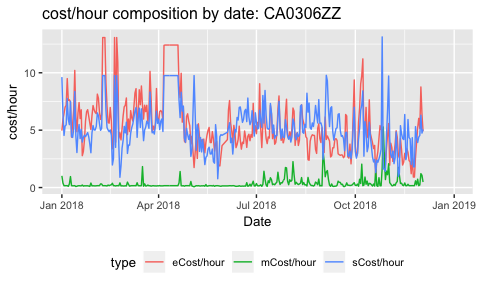 cost/hour composition by date: CA0306ZZ
cost/hour
10
5
0
Jan 2018 Apr 2018 Jul 2018 Oct 2018 Jan 2019
Date
type eCost/hour mCost/hour sCost/hour